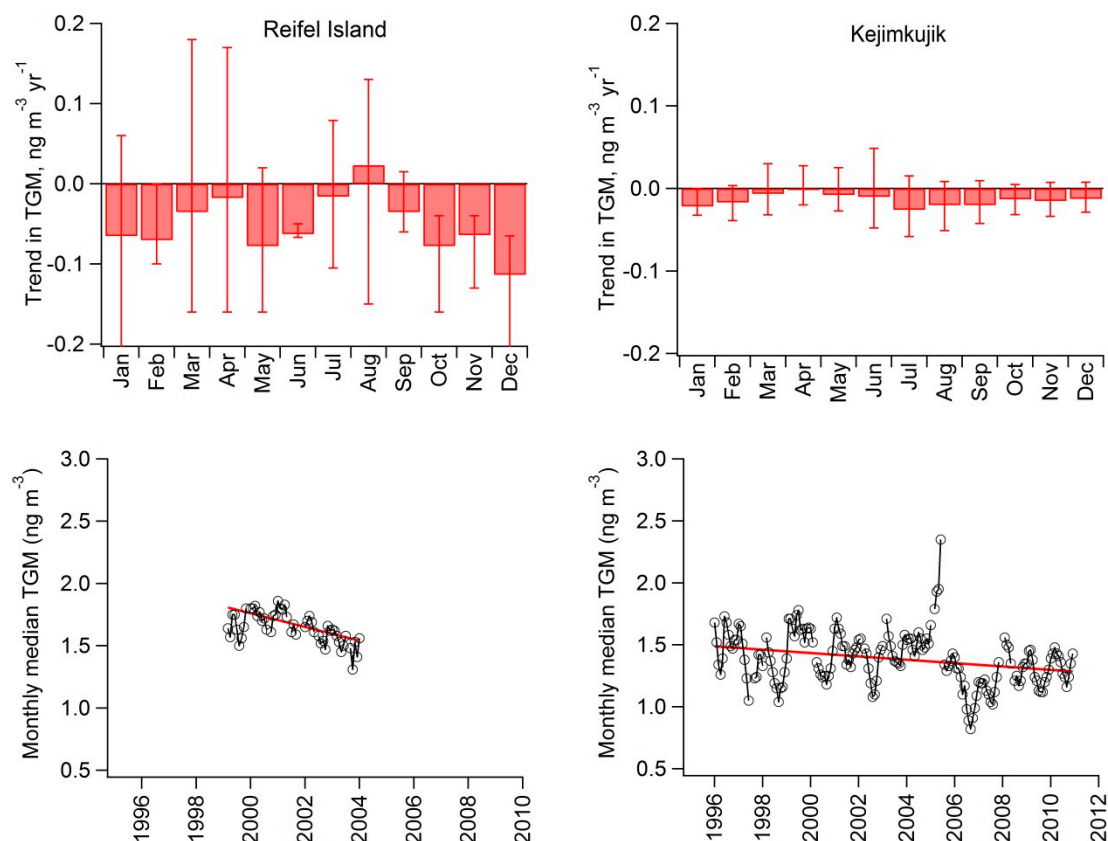 Reifel Island
Trend in TGM, ng m⁻³ yr⁻¹
0.2
0.1
0.0
-0.1
-0.2
Jan
Feb
Mar
Apr
May
Jun
Jul
Aug
Sep
Oct
Nov
Dec
Kejimkujik
Trend in TGM, ng m⁻³ yr⁻¹
0.2
0.1
0.0
-0.1
-0.2
Jan
Feb
Mar
Apr
May
Jun
Jul
Aug
Sep
Oct
Nov
Dec
Monthly median TGM (ng m⁻³)
3.0
2.5
2.0
1.5
1.0
0.5
1996
1998
2000
2002
2004
2006
2008
2010
Monthly median TGM (ng m⁻³)
3.0
2.5
2.0
1.5
1.0
0.5
1996
1998
2000
2002
2004
2006
2008
2010
2012